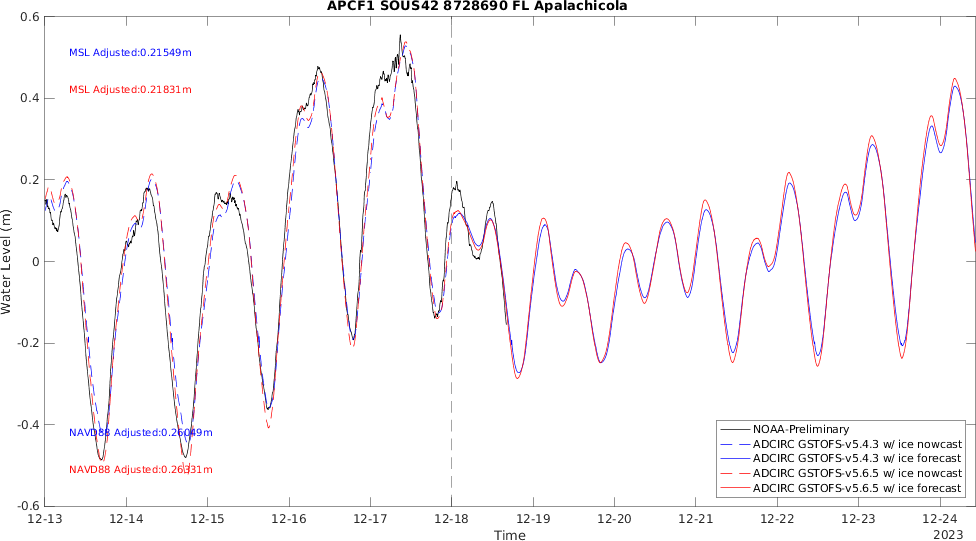 APCF1 SOUS42 8728690 FL Apalachicola
0.6
0.4
0.2
0
-0.2
-0.4
-0.6
Water Level (m)
MSL Adjusted:0.21549m
MSL Adjusted:0.21831m
NAVD88 Adjusted:0.26049m
NAVD88 Adjusted:0.26331m
NOAA-Preliminary
ADCIRC GSTOFS-v5.4.3 w/ ice nowcast
ADCIRC GSTOFS-v5.4.3 w/ ice forecast
ADCIRC GSTOFS-v5.6.5 w/ ice nowcast
ADCIRC GSTOFS-v5.6.5 w/ ice forecast
12-13 12-14 12-15 12-16 12-17 12-18 12-19 12-20 12-21 12-22 12-23 12-24
Time
2023